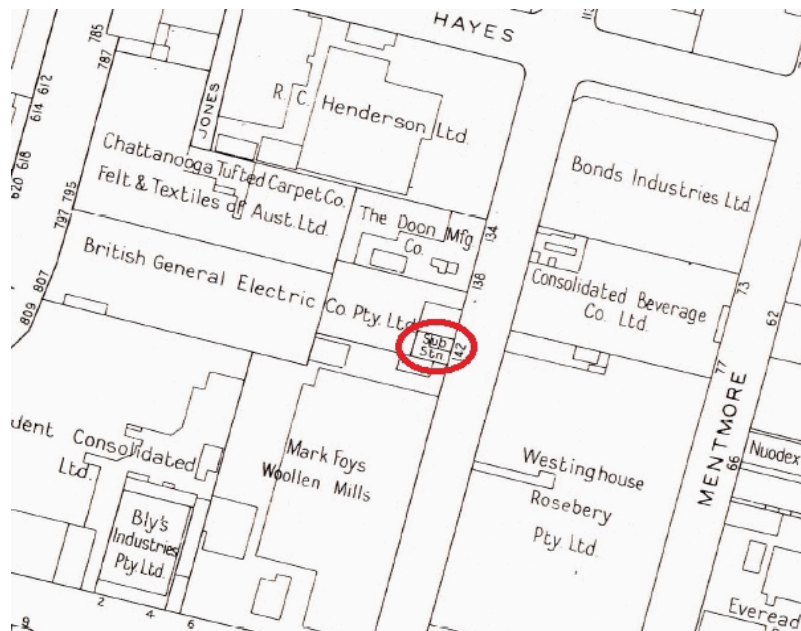 HAYES
785
787
JONES
R. C. Henderson Ltd.
612
614
618
620
Chattanooga Tufted Carpet Co.
Felt & Textiles of Aust. Ltd.
795
797
The Doon Mfg
Co.
134
138
Bonds Industries Ltd.
British General Electric Co Pty. Ltd
807
809
Sub
Stn
142
Consolidated Beverage
Co. Ltd.
73
62
77
MENTMORE
66
Nuodex
dent Consolidated
Ltd.
Mark Foys
Woollen Mills
Westinghouse
Rosebery
Pty. Ltd.
Bly's
Industries
Pty. Ltd.
Everead
2
4
6
9